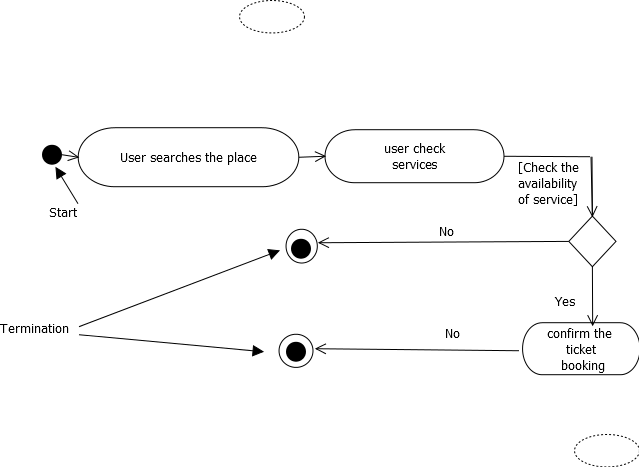 User searches the place
user check
services
[Check the
availability
of service]
Start
No
Yes
Termination
No
confirm the
ticket
booking